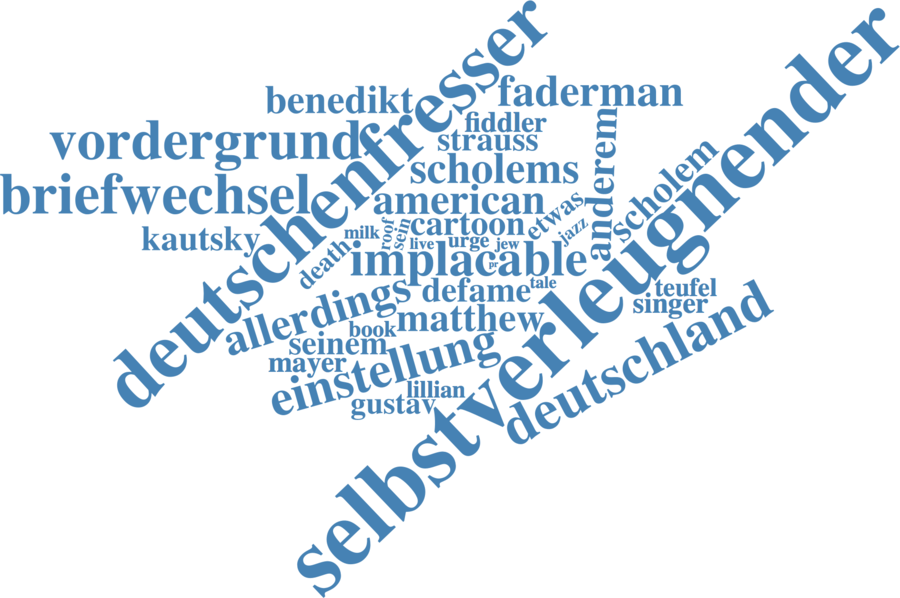 deutschenfresser
selbstverleugnender
benedikt
faderman
fiddler
vordergrund
strauss
scholems
anderem
scholem
briefwechsel
american
etwas
kautsky
milk
roof
sein
cartoon
jazz
live
urge
jew
death
implacable
pr
allerdings
defame
tale
teufel
singer
book
matthew
seinem
mayer
einstellung
deutschland
lillian
gustav